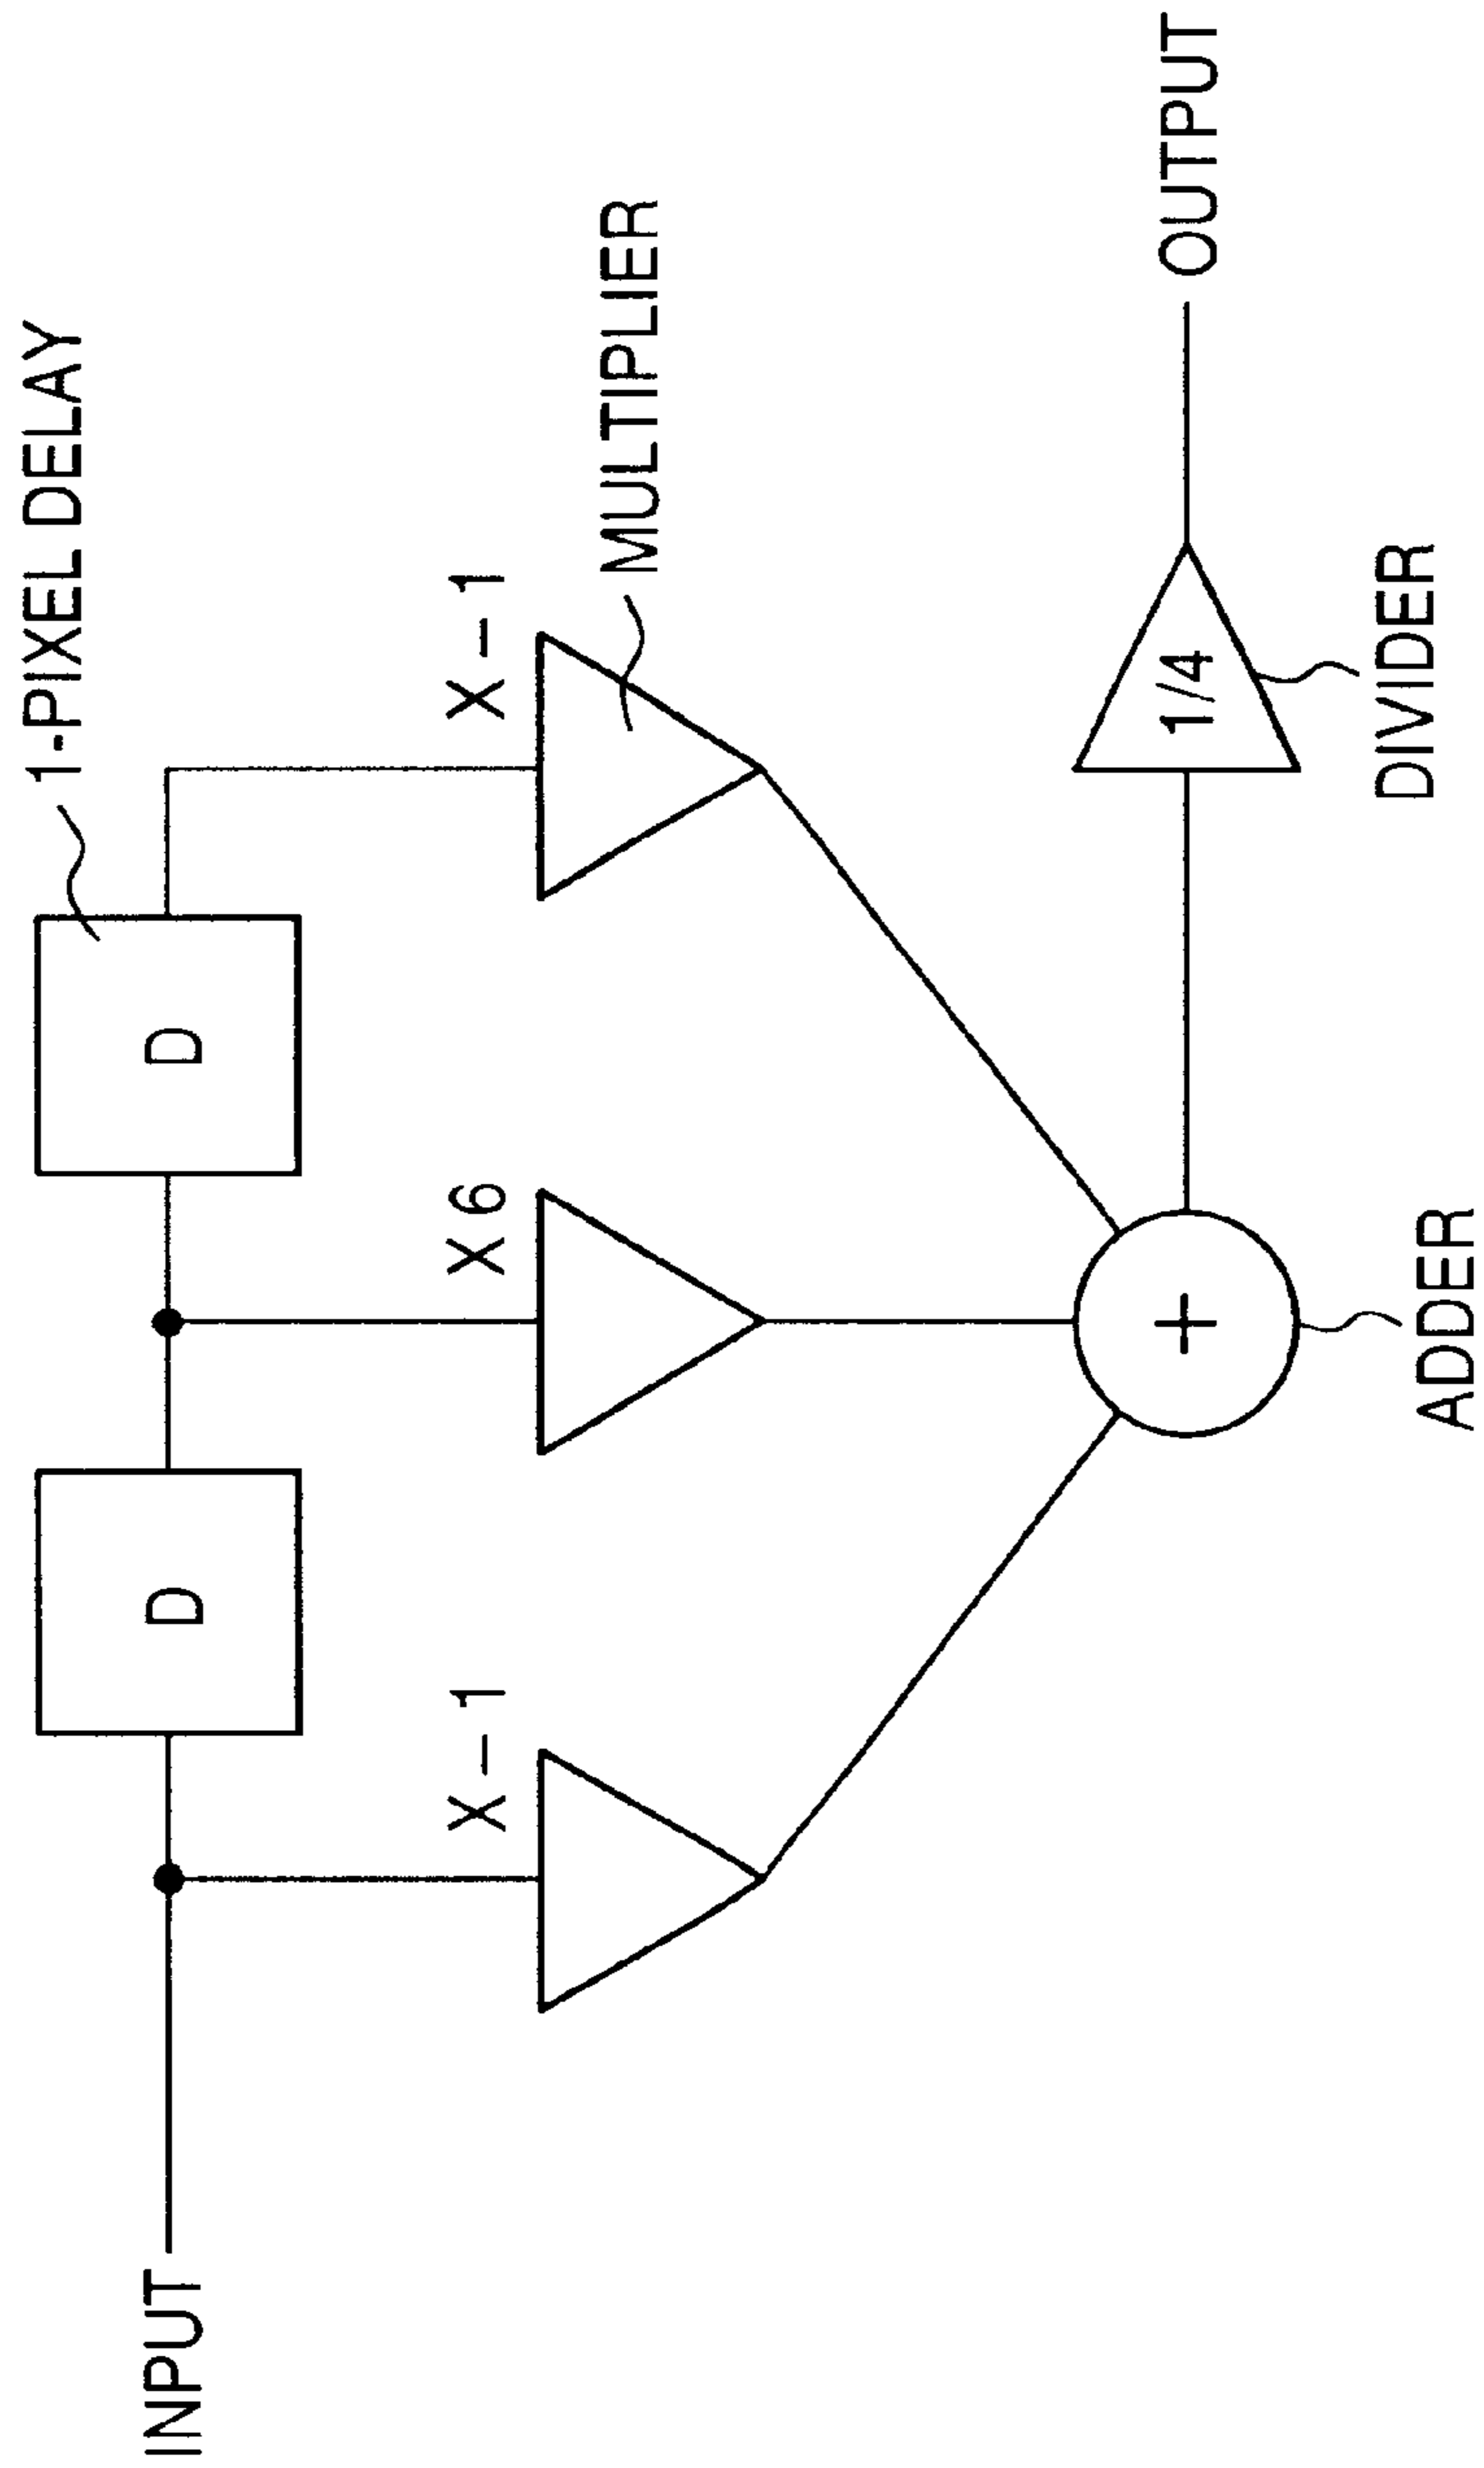 1-PIXEL DELAY
INPUT
D
D
X - 1
X 6
X - 1
MULTIPLIER
+
1/4
OUTPUT
DIVIDER
ADDER